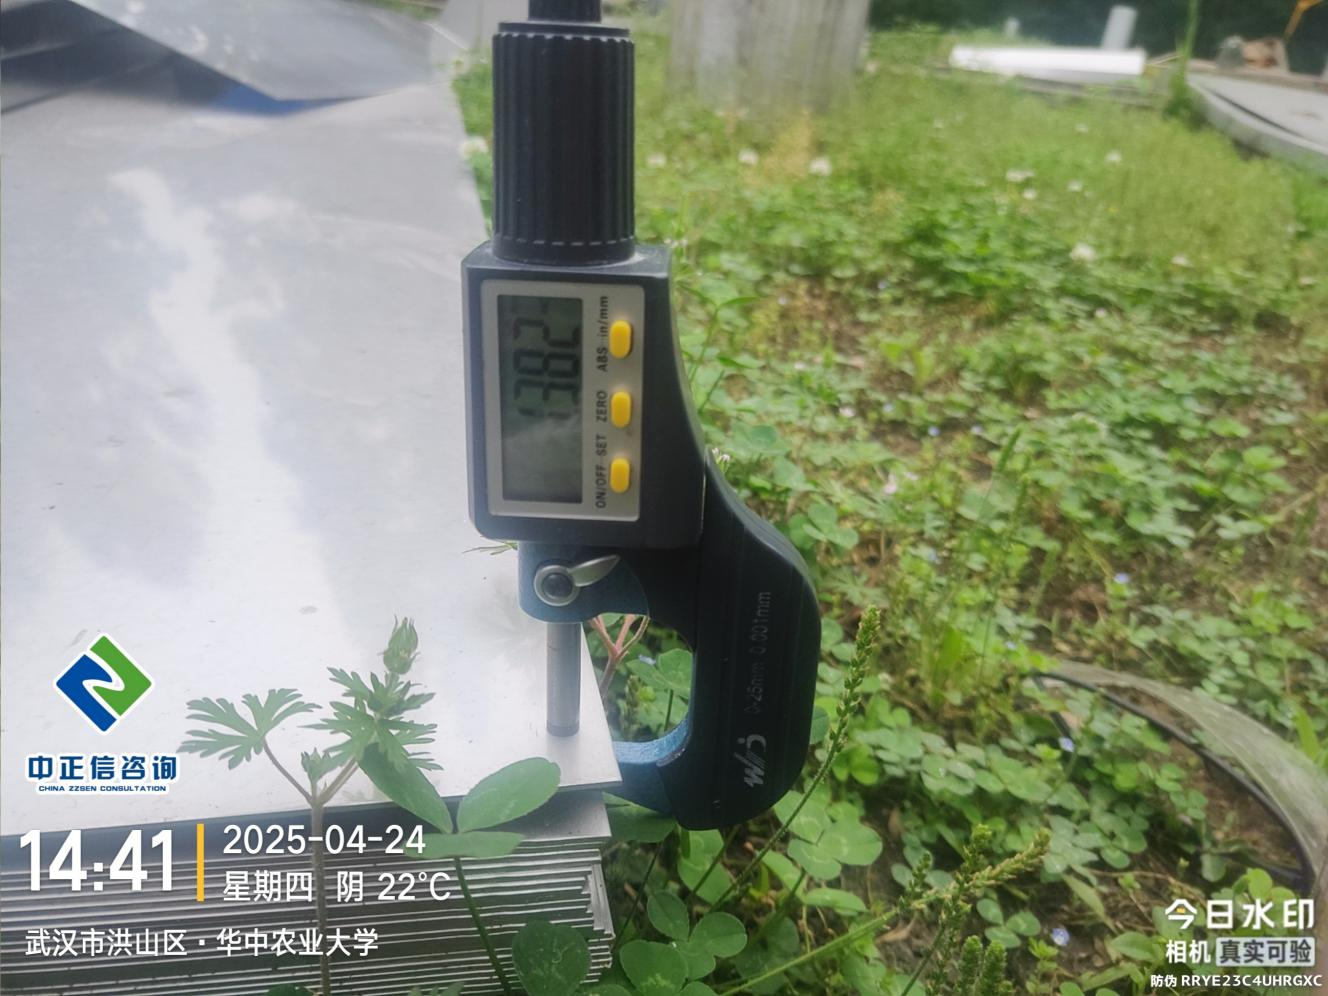 in/mm
ABS
ZERO
SET
ON/OFF
0-25mm 0.001mm
中正信咨询
CHINA ZZSEN CONSULTATION
14:41
2025-04-24
星期四 阴 22℃
武汉市洪山区·华中农业大学
今日水印
相机 真实可验
防伪 RRYE23C4UHRGXC